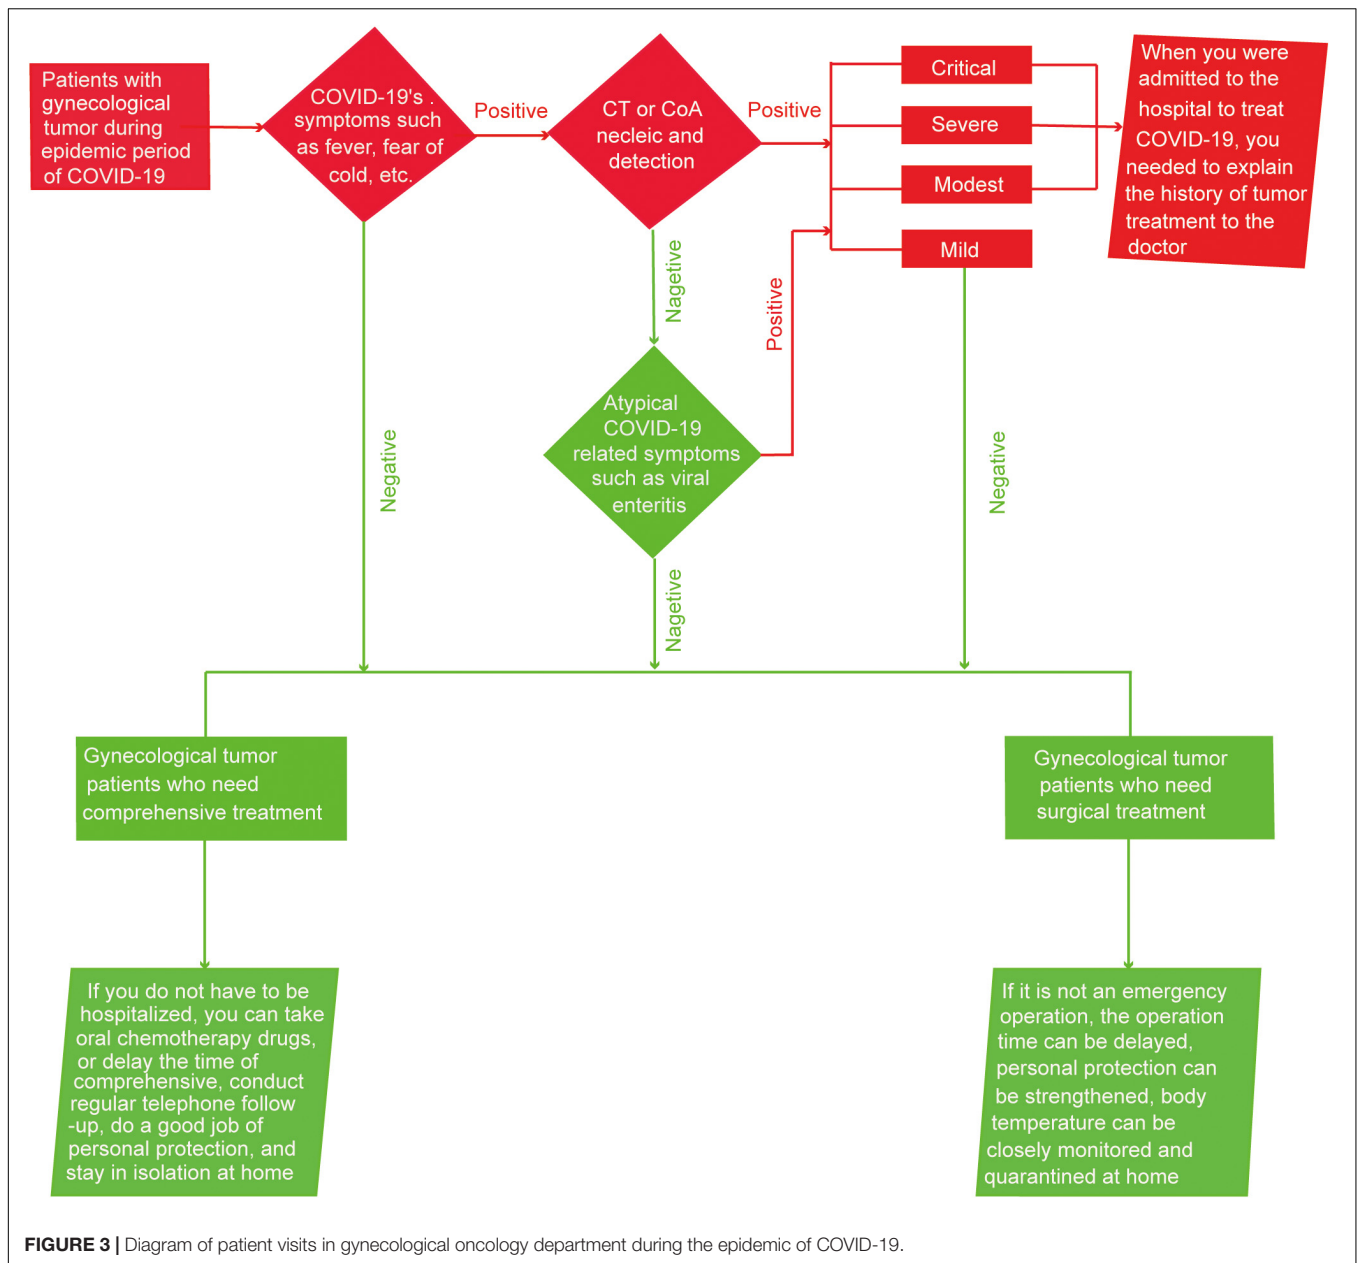 Patients with
gynecological
tumor during
epidemic period
of COVID-19
COVID-19's .
symptoms such
as fever, fear of
cold, etc.
Positive
CT or CoA
necleic and
detection
Positive
Critical
Severe
Modest
Mild
When you were
admitted to the
hospital to treat
COVID-19, you
needed to explain
the history of tumor
treatment to the
doctor
Nagetive
Positive
Atypical
COVID-19
related symptoms
such as viral
enteritis
Negative
Negative
Nagetive
Gynecological tumor
patients who need
comprehensive treatment
Gynecological tumor
patients who need
surgical treatment
If you do not have to be
hospitalized, you can take
oral chemotherapy drugs,
or delay the time of
comprehensive, conduct
regular telephone follow
-up, do a good job of
personal protection, and
stay in isolation at home
If it is not an emergency
operation, the operation
time can be delayed,
personal protection can
be strengthened, body
temperature can be
closely monitored and
quarantined at home
FIGURE 3 | Diagram of patient visits in gynecological oncology department during the epidemic of COVID-19.